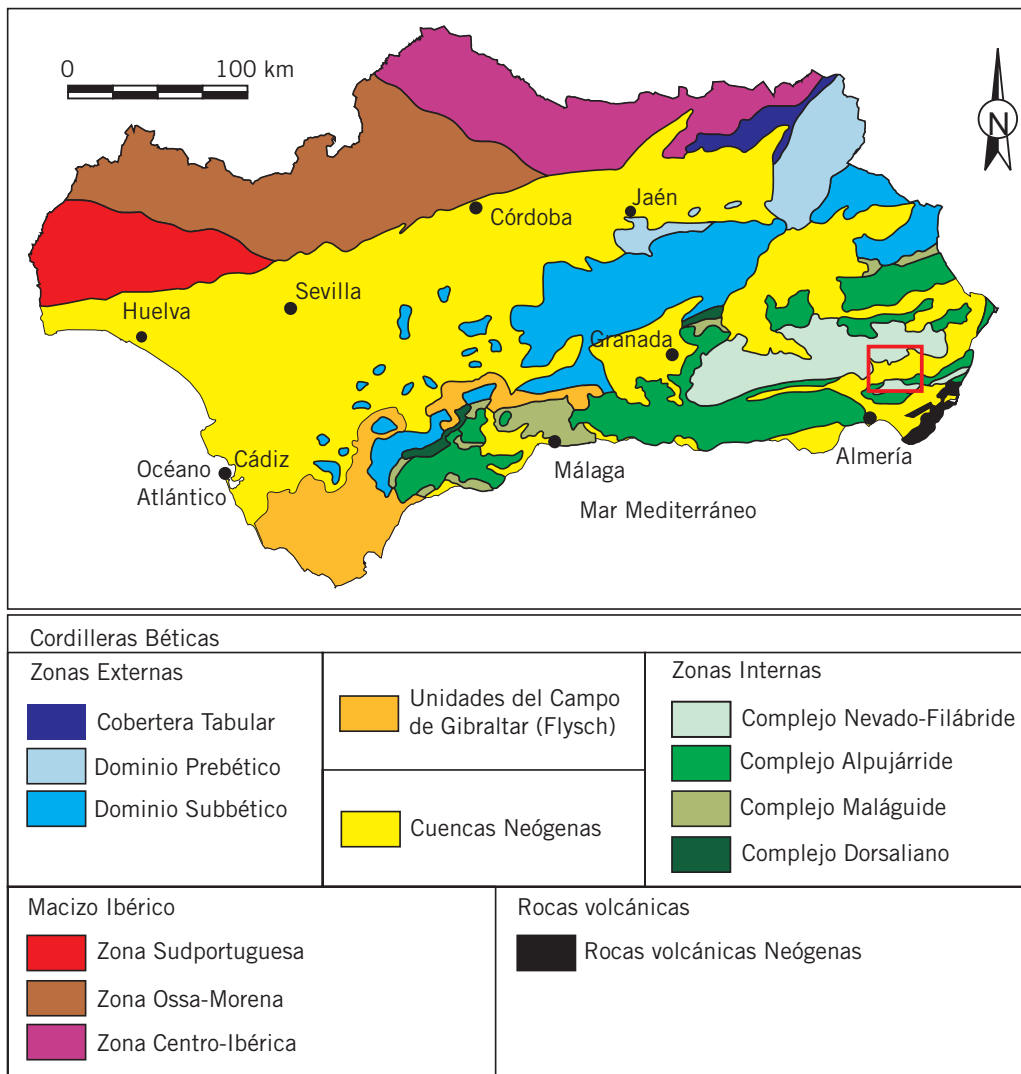 0 100 km
N
Córdoba
Jaén
Sevilla
Huelva
Granada
Cádiz
Océano
Atlántico
Málaga
Almería
Mar Mediterráneo
Cordilleras Béticas
Zonas Externas
Cobertera Tabular
Dominio Prebético
Dominio Subbético
Unidades del Campo
de Gibraltar (Flysch)
Cuencas Neógenas
Zonas Internas
Complejo Nevado-Filábride
Complejo Alpujárride
Complejo Maláguide
Complejo Dorsaliano
Macizo Ibérico
Zona Sudportuguesa
Zona Ossa-Morena
Zona Centro-Ibérica
Rocas volcánicas
Rocas volcánicas Neógenas